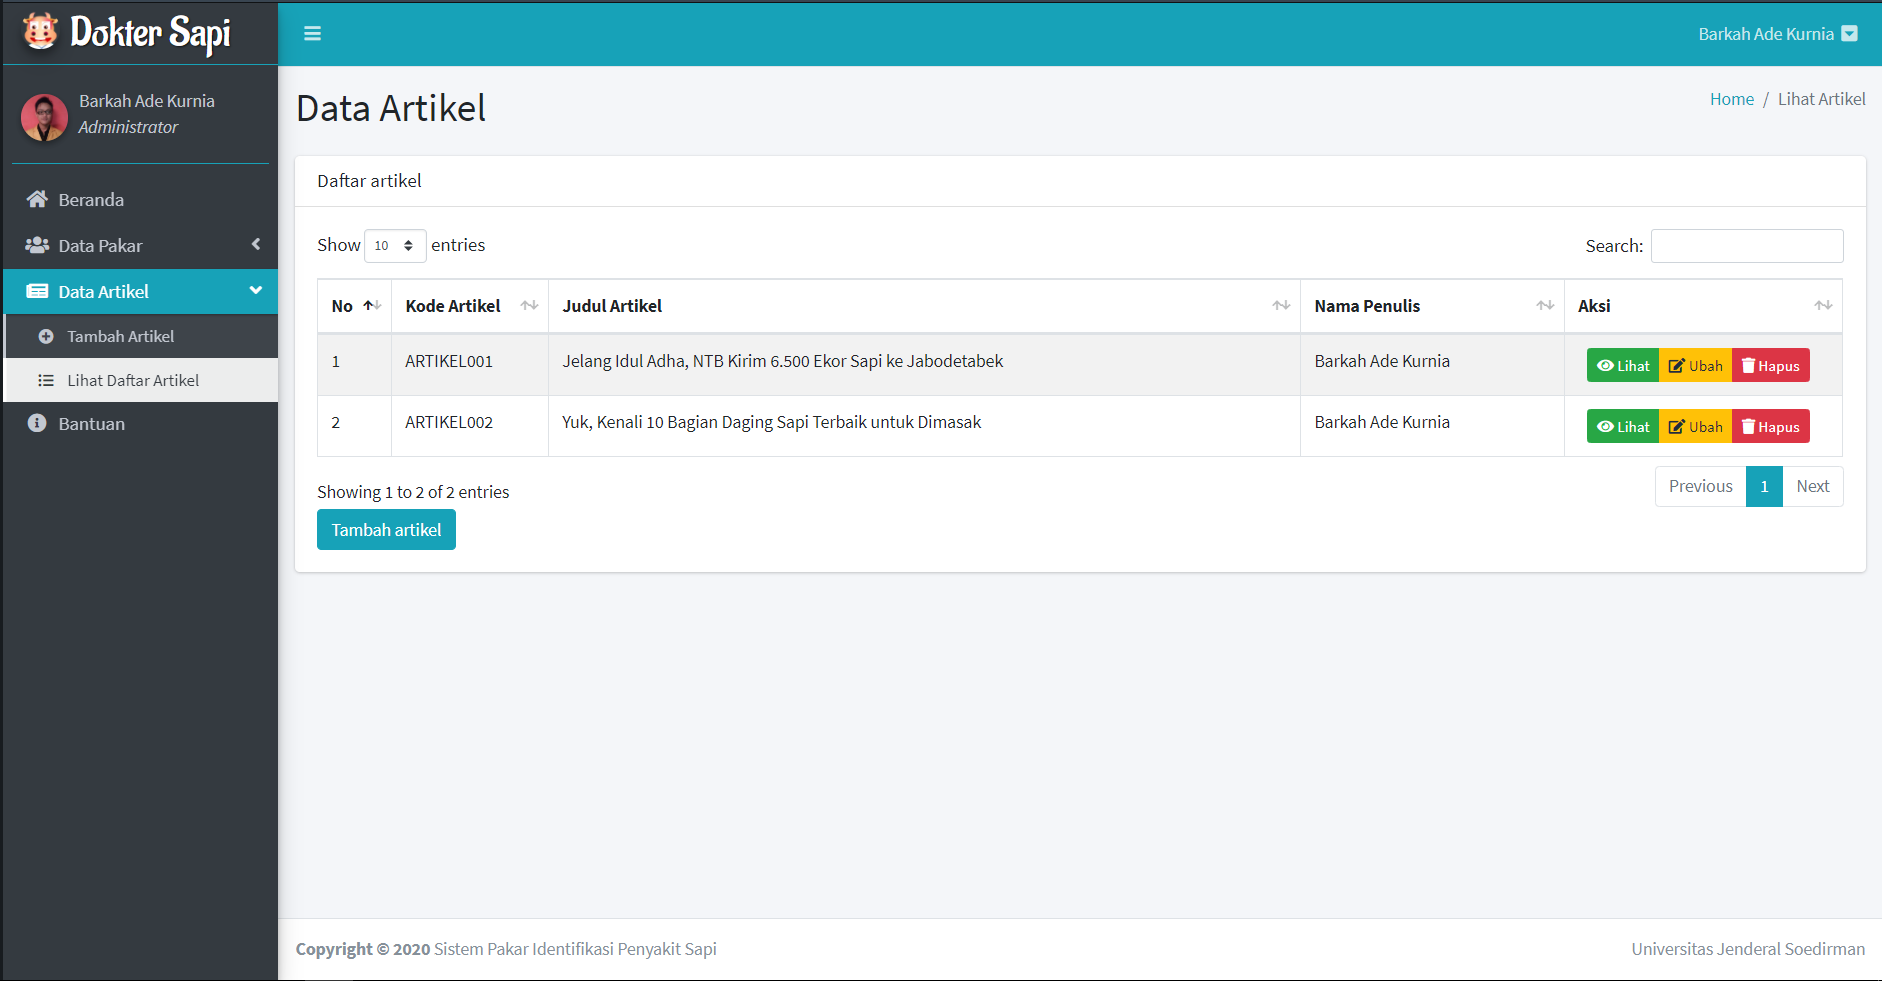 Dokter Sapi
Barkah Ade Kurnia
Barkah Ade Kurnia
Administrator
Beranda
Data Pakar
Data Artikel
Tambah Artikel
Lihat Daftar Artikel
Bantuan
Data Artikel
Home / Lihat Artikel
Daftar artikel
Show 10 entries
Search:
No Kode Artikel Judul Artikel Nama Penulis Aksi
1 ARTIKEL001 Jelang Idul Adha, NTB Kirim 6.500 Ekor Sapi ke Jabodetabek Barkah Ade Kurnia Lihat Ubah Hapus
2 ARTIKEL002 Yuk, Kenali 10 Bagian Daging Sapi Terbaik untuk Dimasak Barkah Ade Kurnia Lihat Ubah Hapus
Showing 1 to 2 of 2 entries
Previous 1 Next
Tambah artikel
Copyright © 2020 Sistem Pakar Identifikasi Penyakit Sapi
Universitas Jenderal Soedirman